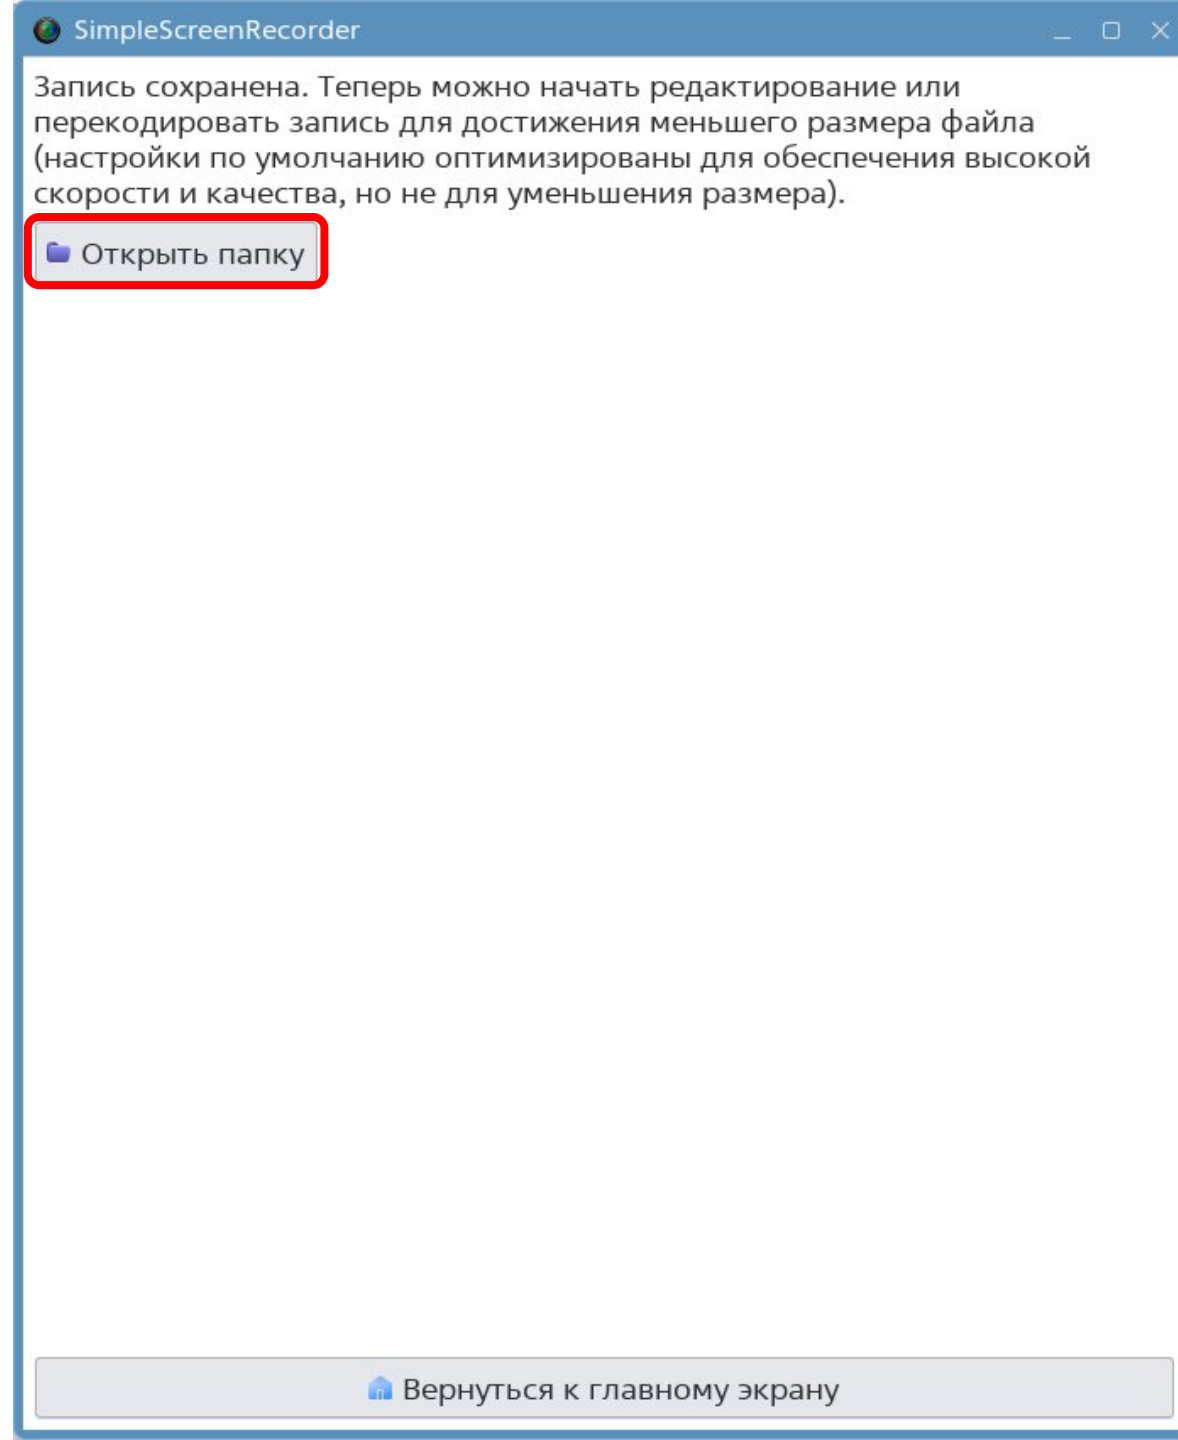 SimpleScreenRecorder
Запись сохранена. Теперь можно начать редактирование или
перекодировать запись для достижения меньшего размера файла
(настройки по умолчанию оптимизированы для обеспечения высокой
скорости и качества, но не для уменьшения размера).
Открыть папку
Вернуться к главному экрану